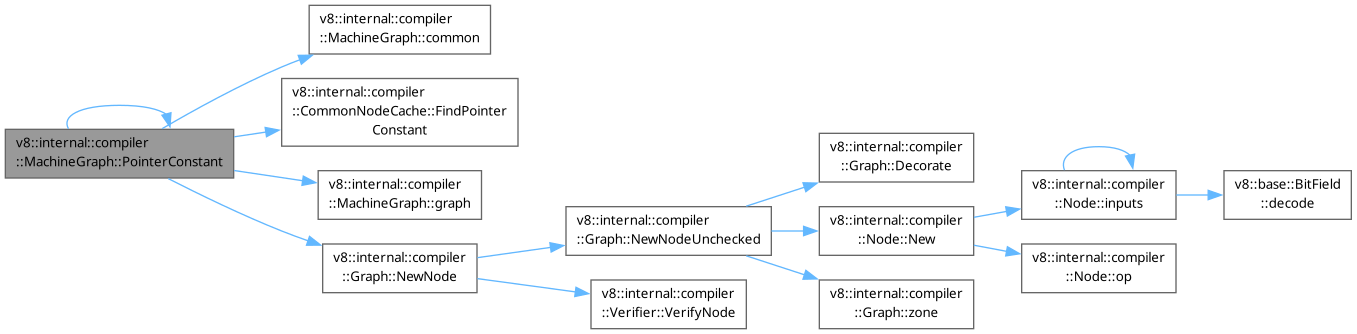 v8::internal::compiler
::MachineGraph::PointerConstant
v8::internal::compiler
::MachineGraph::common
v8::internal::compiler
::CommonNodeCache::FindPointer
Constant
v8::internal::compiler
::MachineGraph::graph
v8::internal::compiler
::Graph::NewNode
v8::internal::compiler
::Graph::NewNodeUnchecked
v8::internal::compiler
::Verifier::VerifyNode
v8::internal::compiler
::Graph::Decorate
v8::internal::compiler
::Node::New
v8::internal::compiler
::Graph::zone
v8::internal::compiler
::Node::inputs
v8::internal::compiler
::Node::op
v8::base::BitField
::decode